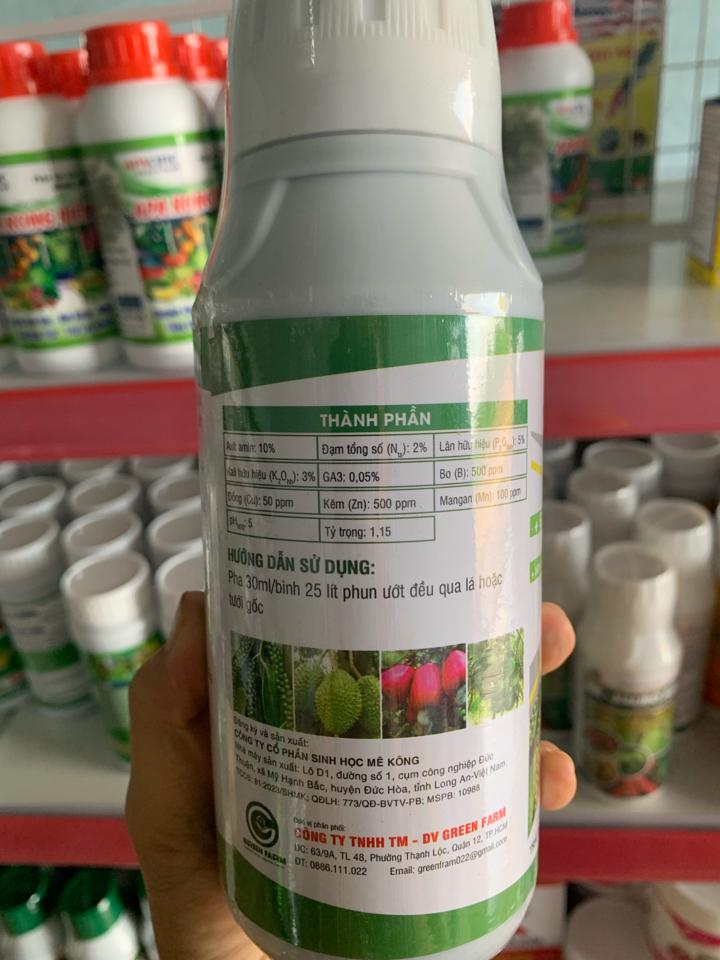 THÀNH PHẦN
Axit amin: 10% Đạm tổng số (Nts): 2% Lân hữu hiệu (P2O5hh): 5%
Kali hữu hiệu (K2Ohh): 3% GA3: 0,05% Bo (B): 500 ppm
Đồng (Cu): 50 ppm Kẽm (Zn): 500 ppm Mangan (Mn): 100 ppm
pHH2O: 5 Tỷ trọng: 1,15
HƯỚNG DẪN SỬ DỤNG:
Pha 30ml/bình 25 lít phun ướt đều qua lá hoặc
tưới gốc
Đăng ký và sản xuất:
CÔNG TY CỔ PHẦN SINH HỌC MÊ KÔNG
Nhà máy sản xuất: Lô D1, đường số 1, cụm công nghiệp Đức
Thuận, xã Mỹ Hạnh Bắc, huyện Đức Hòa, tỉnh Long An-Việt Nam.
TCCS: 81:2023/SHMK; QĐLH: 773/QĐ-BVTV-PB; MSPB: 10988
GREEN FARM
Đơn vị phân phối:
CÔNG TY TNHH TM - DV GREEN FARM
ĐC: 63/9A, TL 48, Phường Thạnh Lộc, Quận 12, TP.HCM
ĐT: 0886.111.022 Email: greenfram022@gmail.com